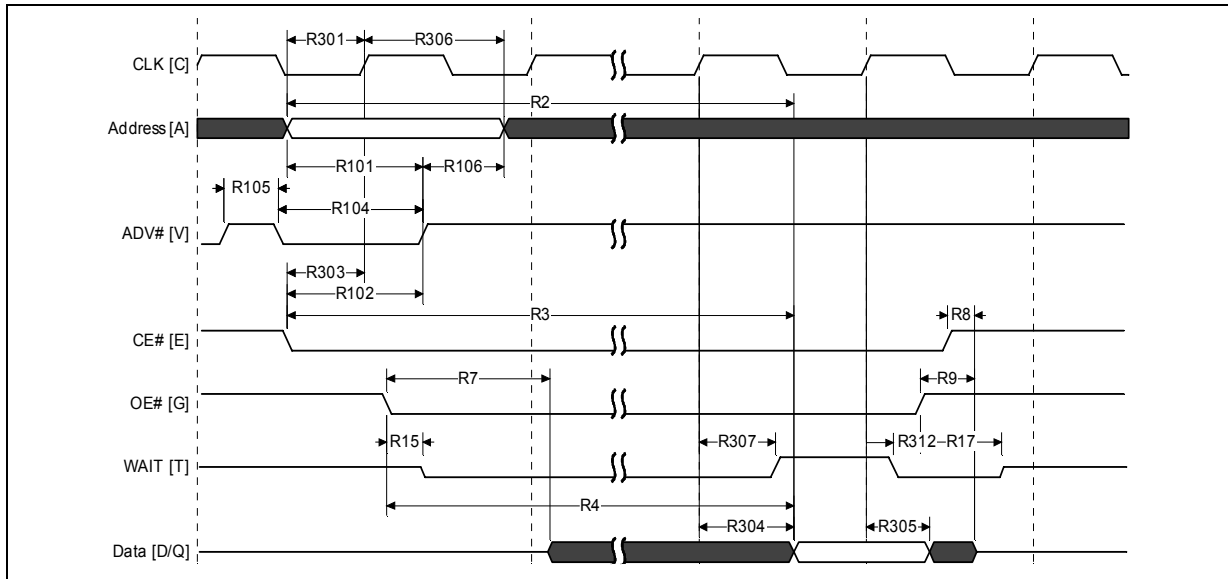 R301 R306
CLK [C]
R2
Address [A]
R101 R106
R105
R104
ADV# [V]
R303
R102
R3 R8
CE# [E]
R7 R9
OE# [G]
R15 R307 R312 R17
WAIT [T]
R4
R304 R305
Data [D/Q]